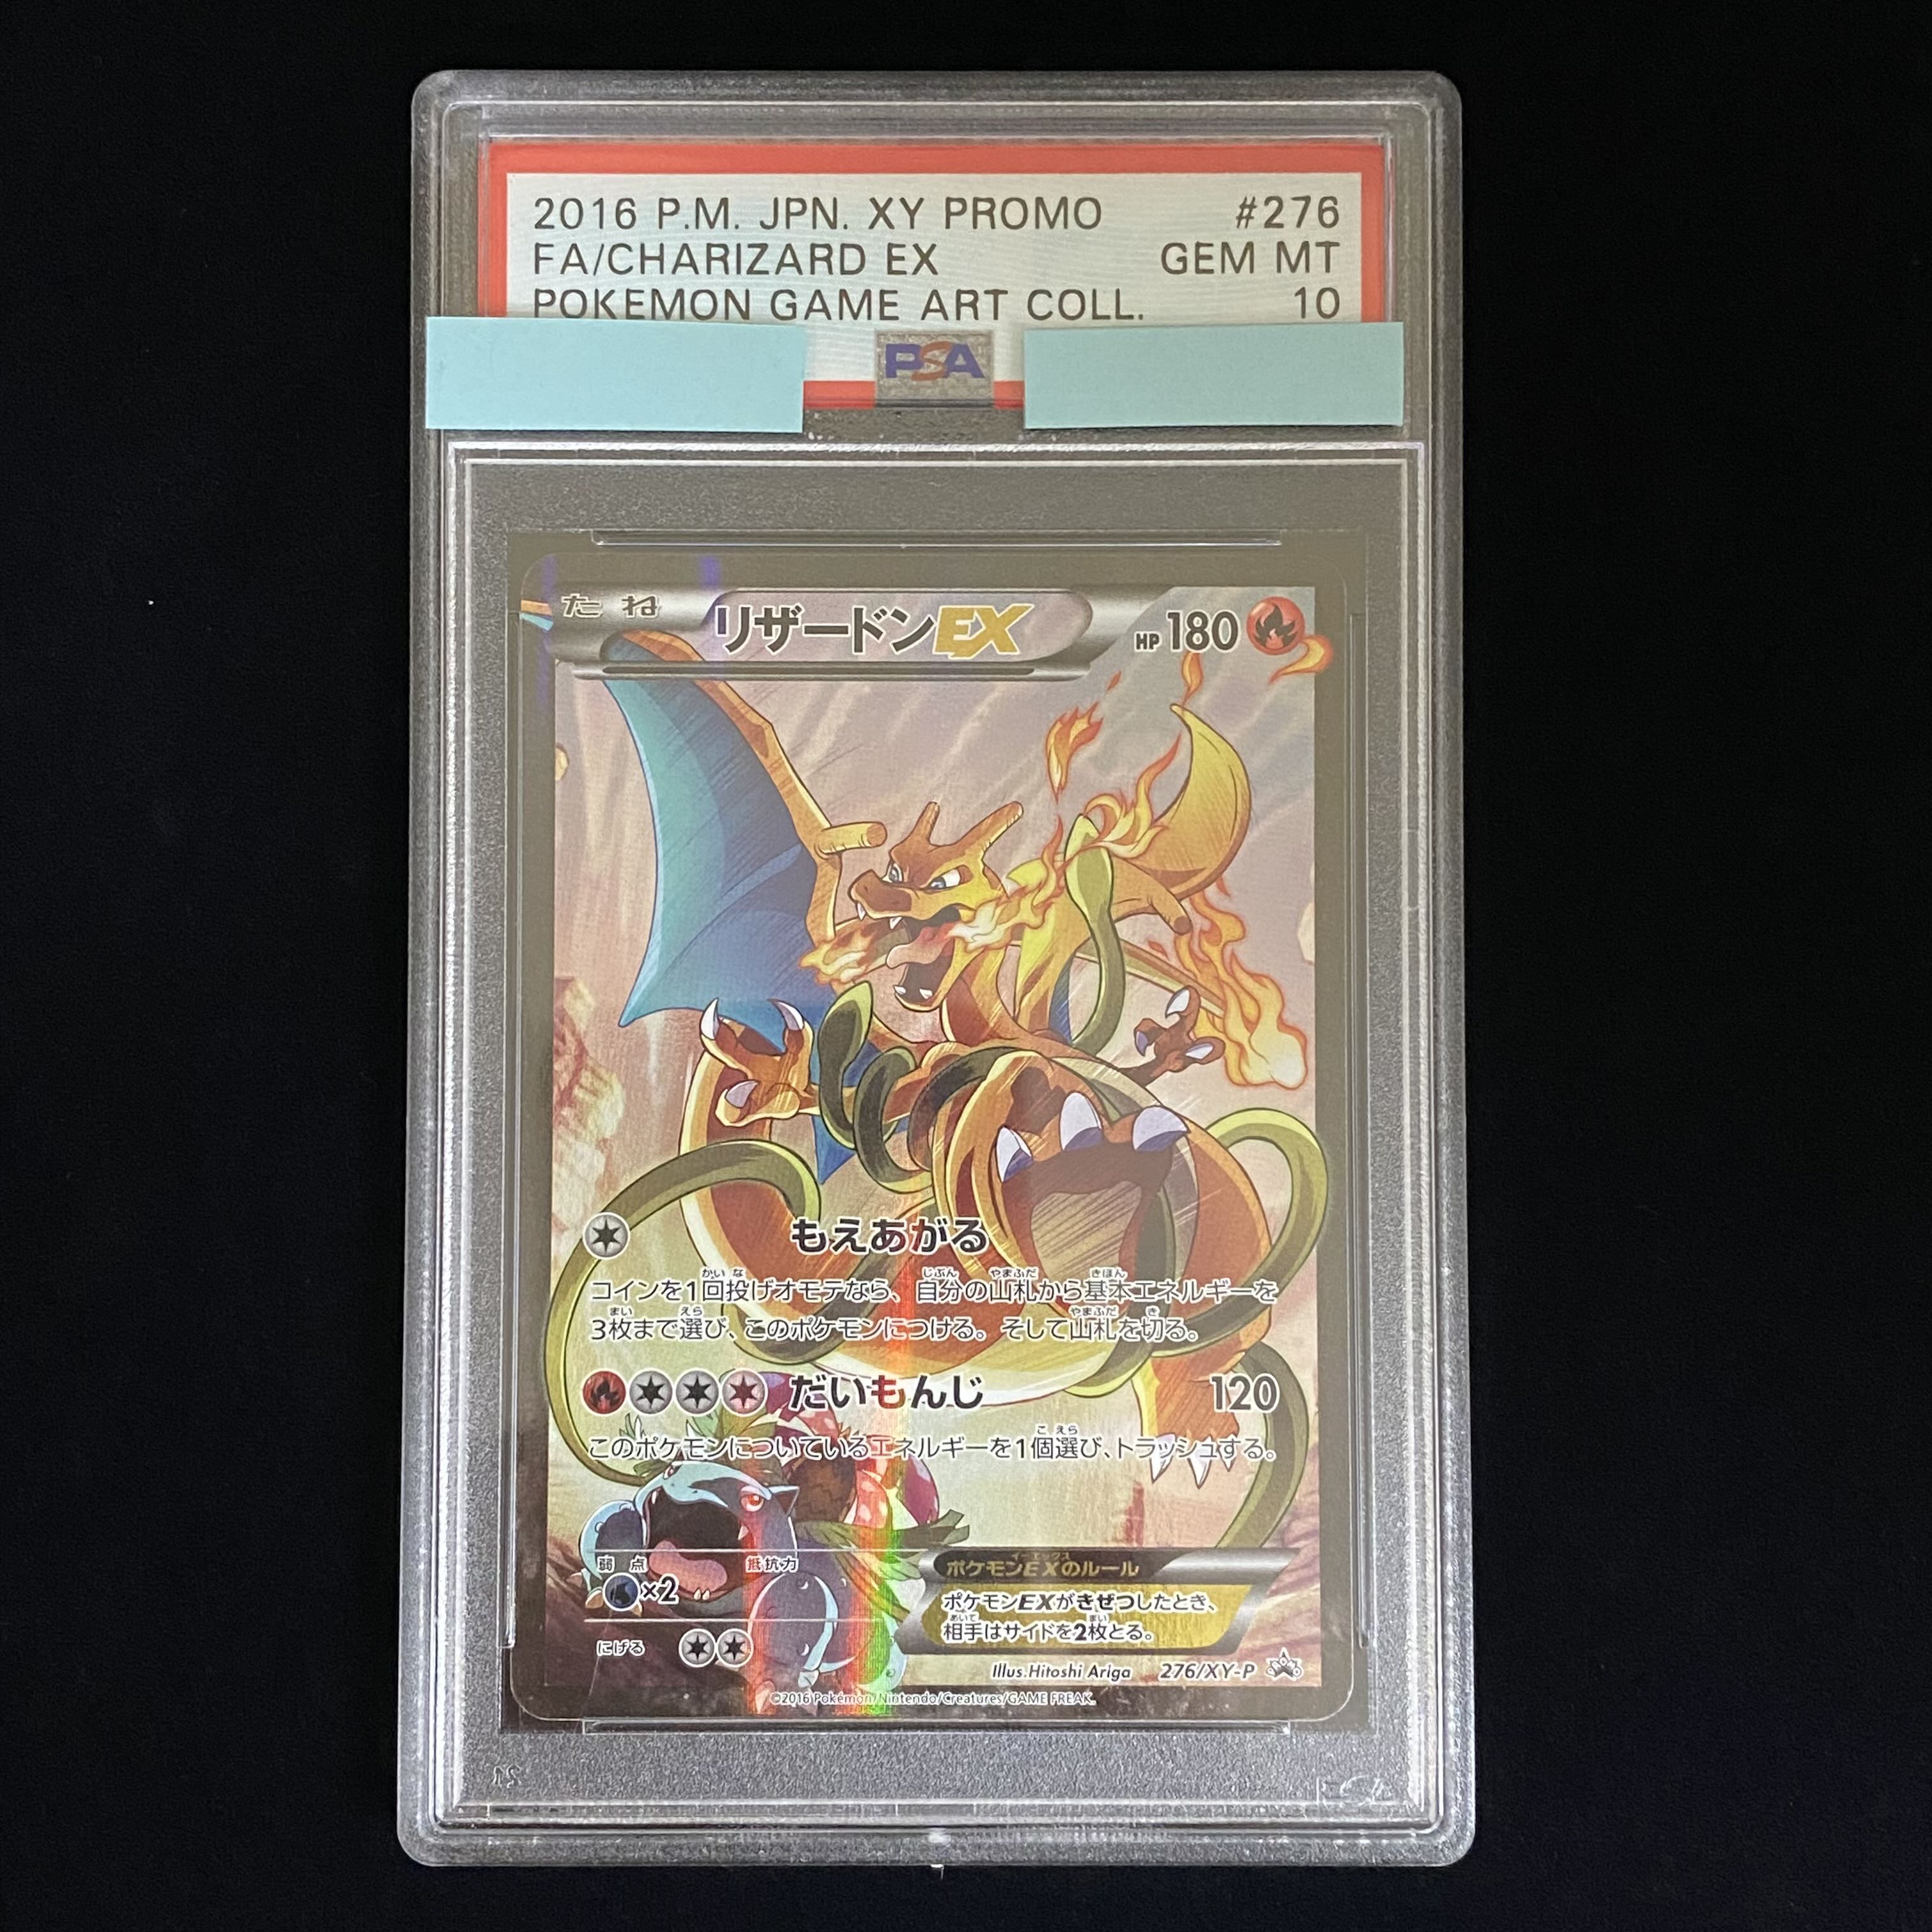 2016 P.M. JPN. XY PROMO #276
FA/CHARIZARD EX GEM MT
POKEMON GAME ART COLL. 10
PSA
たね リザードンEX HP180
もえあがる
コインを1回投げオモテなら、自分の山札から基本エネルギーを
3枚まで選び、このポケモンにつける。そして山札を切る。
だいもんじ 120
このポケモンについているエネルギーを1個選び、トラッシュする。
弱点 抵抗力
×2
にげる
ポケモンEXのルール
ポケモンEXがきぜつしたとき、
相手はサイドを2枚とる。
Illus.Hitoshi Ariga 276/XY-P
©2016 Pokémon/Nintendo/Creatures/GAME FREAK.